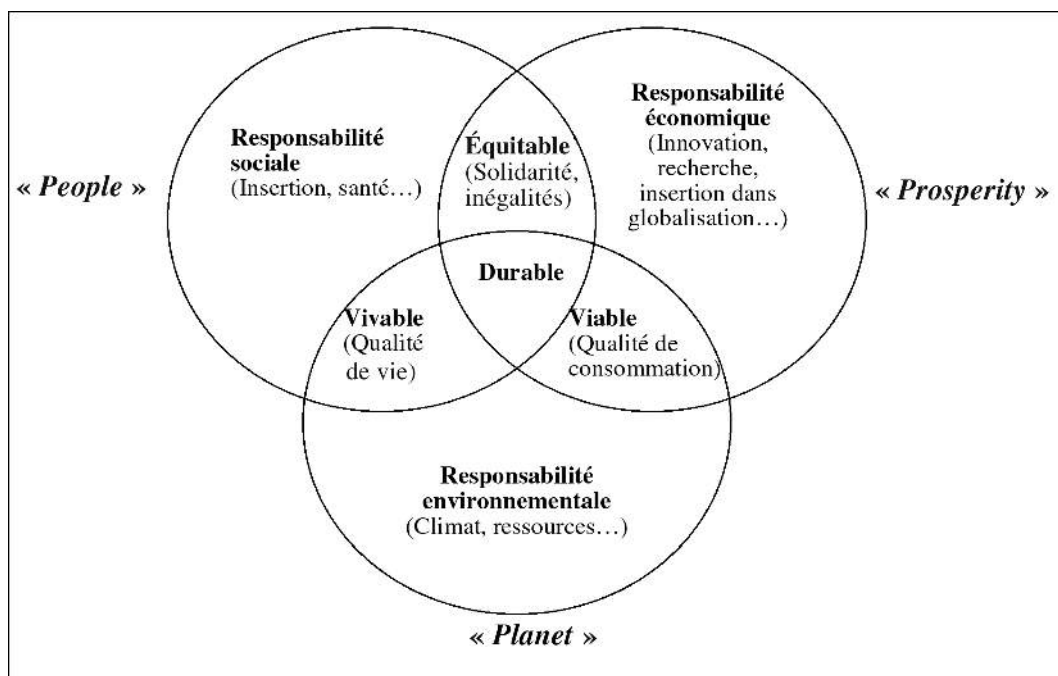 « People »
Responsabilité
sociale
(Insertion, santé…)
Équitable
(Solidarité,
inégalités)
Responsabilité
économique
(Innovation,
recherche,
insertion dans
globalisation…)
« Prosperity »
Durable
Vivable
(Qualité
de vie)
Viable
(Qualité de
consommation)
Responsabilité
environnementale
(Climat, ressources…)
« Planet »